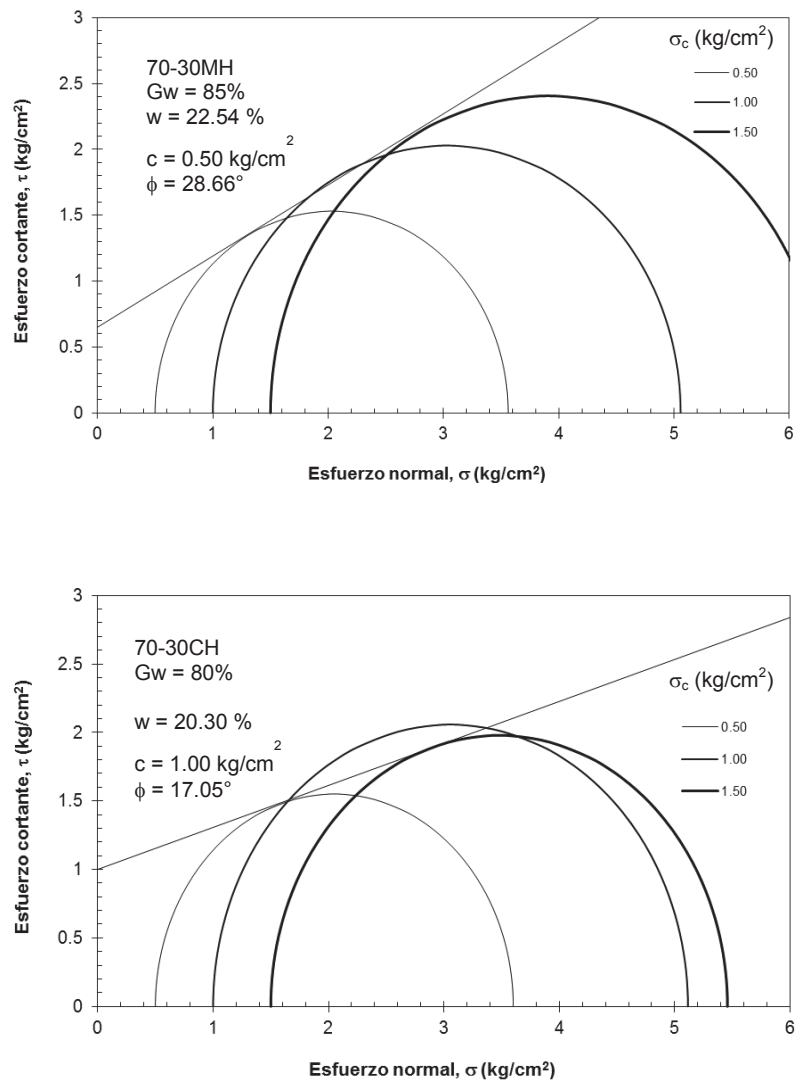 3
2.5
2
1.5
1
0.5
0
0
1
2
3
4
5
6
Esfuerzo cortante, τ (kg/cm²)
Esfuerzo normal, σ (kg/cm²)
70-30MH
Gw = 85%
w = 22.54 %
c = 0.50 kg/cm²
ϕ = 28.66°
σc (kg/cm²)
0.50
1.00
1.50
3
2.5
2
1.5
1
0.5
0
0
1
2
3
4
5
6
Esfuerzo cortante, τ (kg/cm²)
Esfuerzo normal, σ (kg/cm²)
70-30CH
Gw = 80%
w = 20.30 %
c = 1.00 kg/cm²
ϕ = 17.05°
σc (kg/cm²)
0.50
1.00
1.50